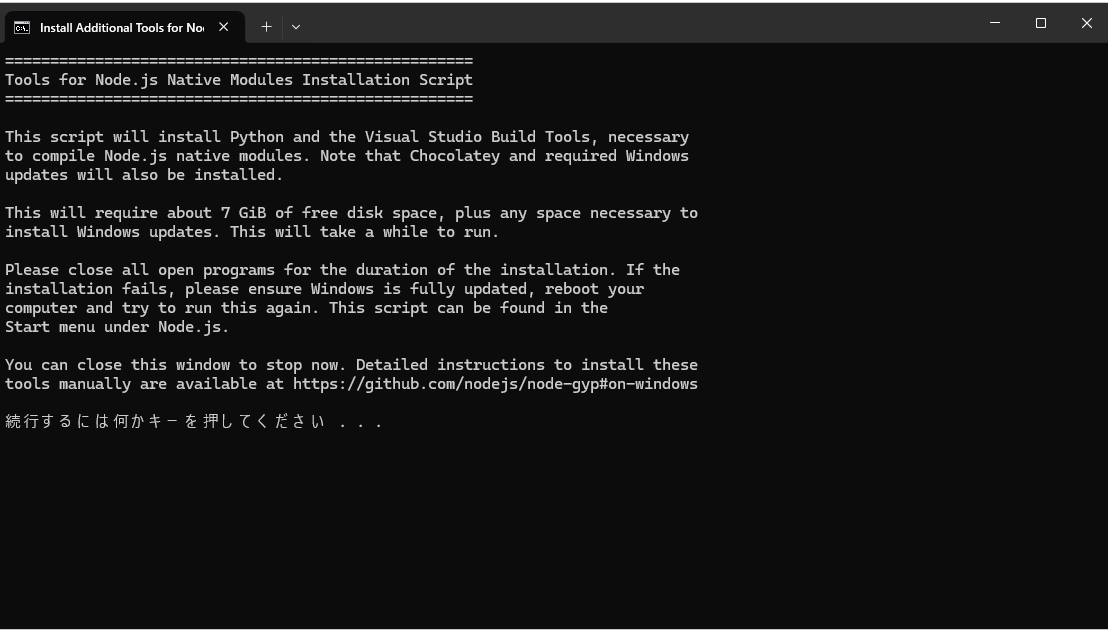 Install Additional Tools for No
==================================================== 
Tools for Node.js Native Modules Installation Script
====================================================

This script will install Python and the Visual Studio Build Tools, necessary
to compile Node.js native modules. Note that Chocolatey and required Windows
updates will also be installed.

This will require about 7 GiB of free disk space, plus any space necessary to
install Windows updates. This will take a while to run.

Please close all open programs for the duration of the installation. If the
installation fails, please ensure Windows is fully updated, reboot your
computer and try to run this again. This script can be found in the
Start menu under Node.js.

You can close this window to stop now. Detailed instructions to install these
tools manually are available at https://github.com/nodejs/node-gyp#on-windows

続行するには何かキーを押してください . . .